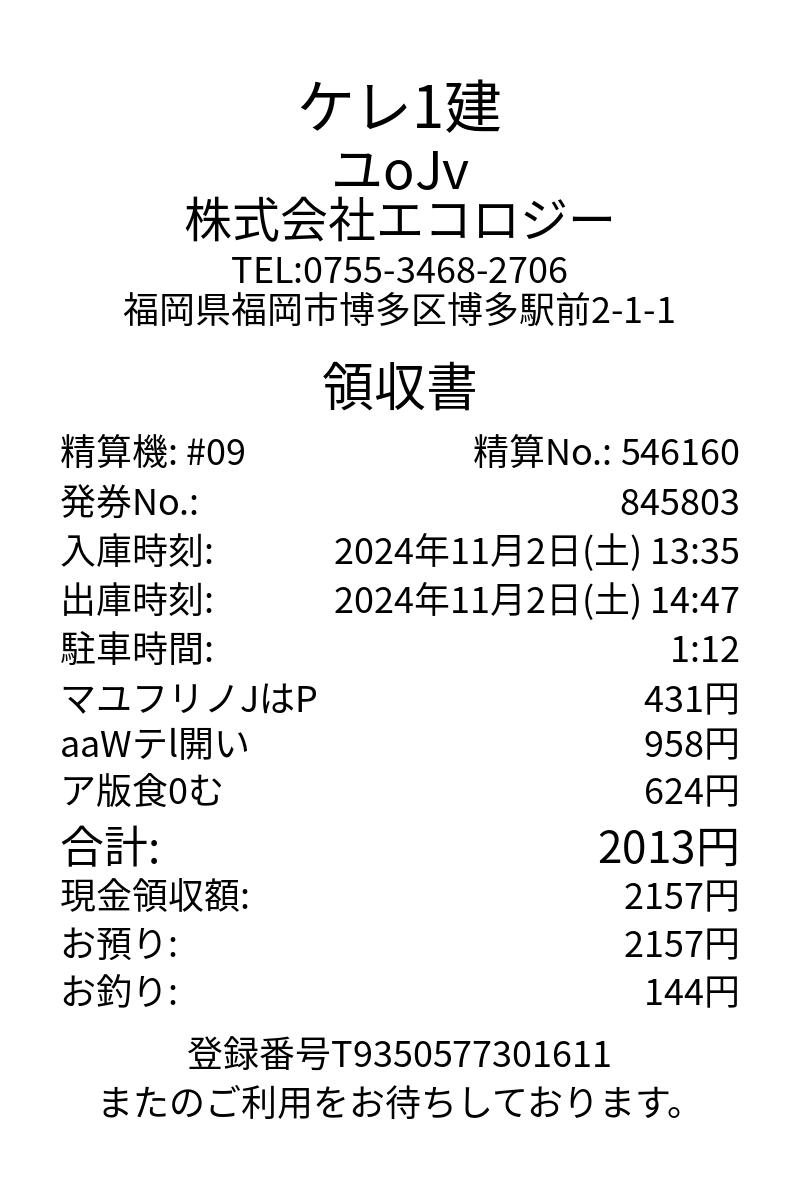 ケレ1建
ユoJv
株式会社エコロジー
TEL:0755-3468-2706
福岡県福岡市博多区博多駅前2-1-1
領収書
精算機: #09 精算No.: 546160
発券No.: 845803
入庫時刻: 2024年11月2日(土) 13:35
出庫時刻: 2024年11月2日(土) 14:47
駐車時間: 1:12
マユフリノJはP 431円
aaWテl開い 958円
ア版食0む 624円
合計: 2013円
現金領収額: 2157円
お預り: 2157円
お釣り: 144円
登録番号T9350577301611
またのご利用をお待ちしております。